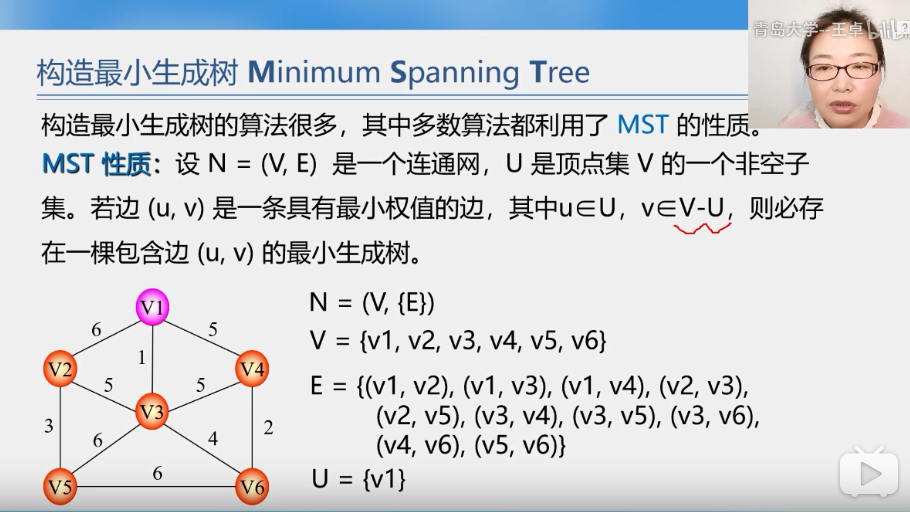 青岛大学--王卓
构造最小生成树 Minimum Spanning Tree
构造最小生成树的算法很多，其中多数算法都利用了 MST 的性质。
MST 性质：设 N = (V, E) 是一个连通网，U 是顶点集 V 的一个非空子
集。若边 (u, v) 是一条具有最小权值的边，其中u∈U，v∈V-U，则必存
在一棵包含边 (u, v) 的最小生成树。
N = (V, {E})
V = {v1, v2, v3, v4, v5, v6}
E = {(v1, v2), (v1, v3), (v1, v4), (v2, v3),
(v2, v5), (v3, v4), (v3, v5), (v3, v6),
(v4, v6), (v5, v6)}
U = {v1}
V1
6 5
1
V2 V4
5 5
V3
3 2
6 4
6
V5 V6